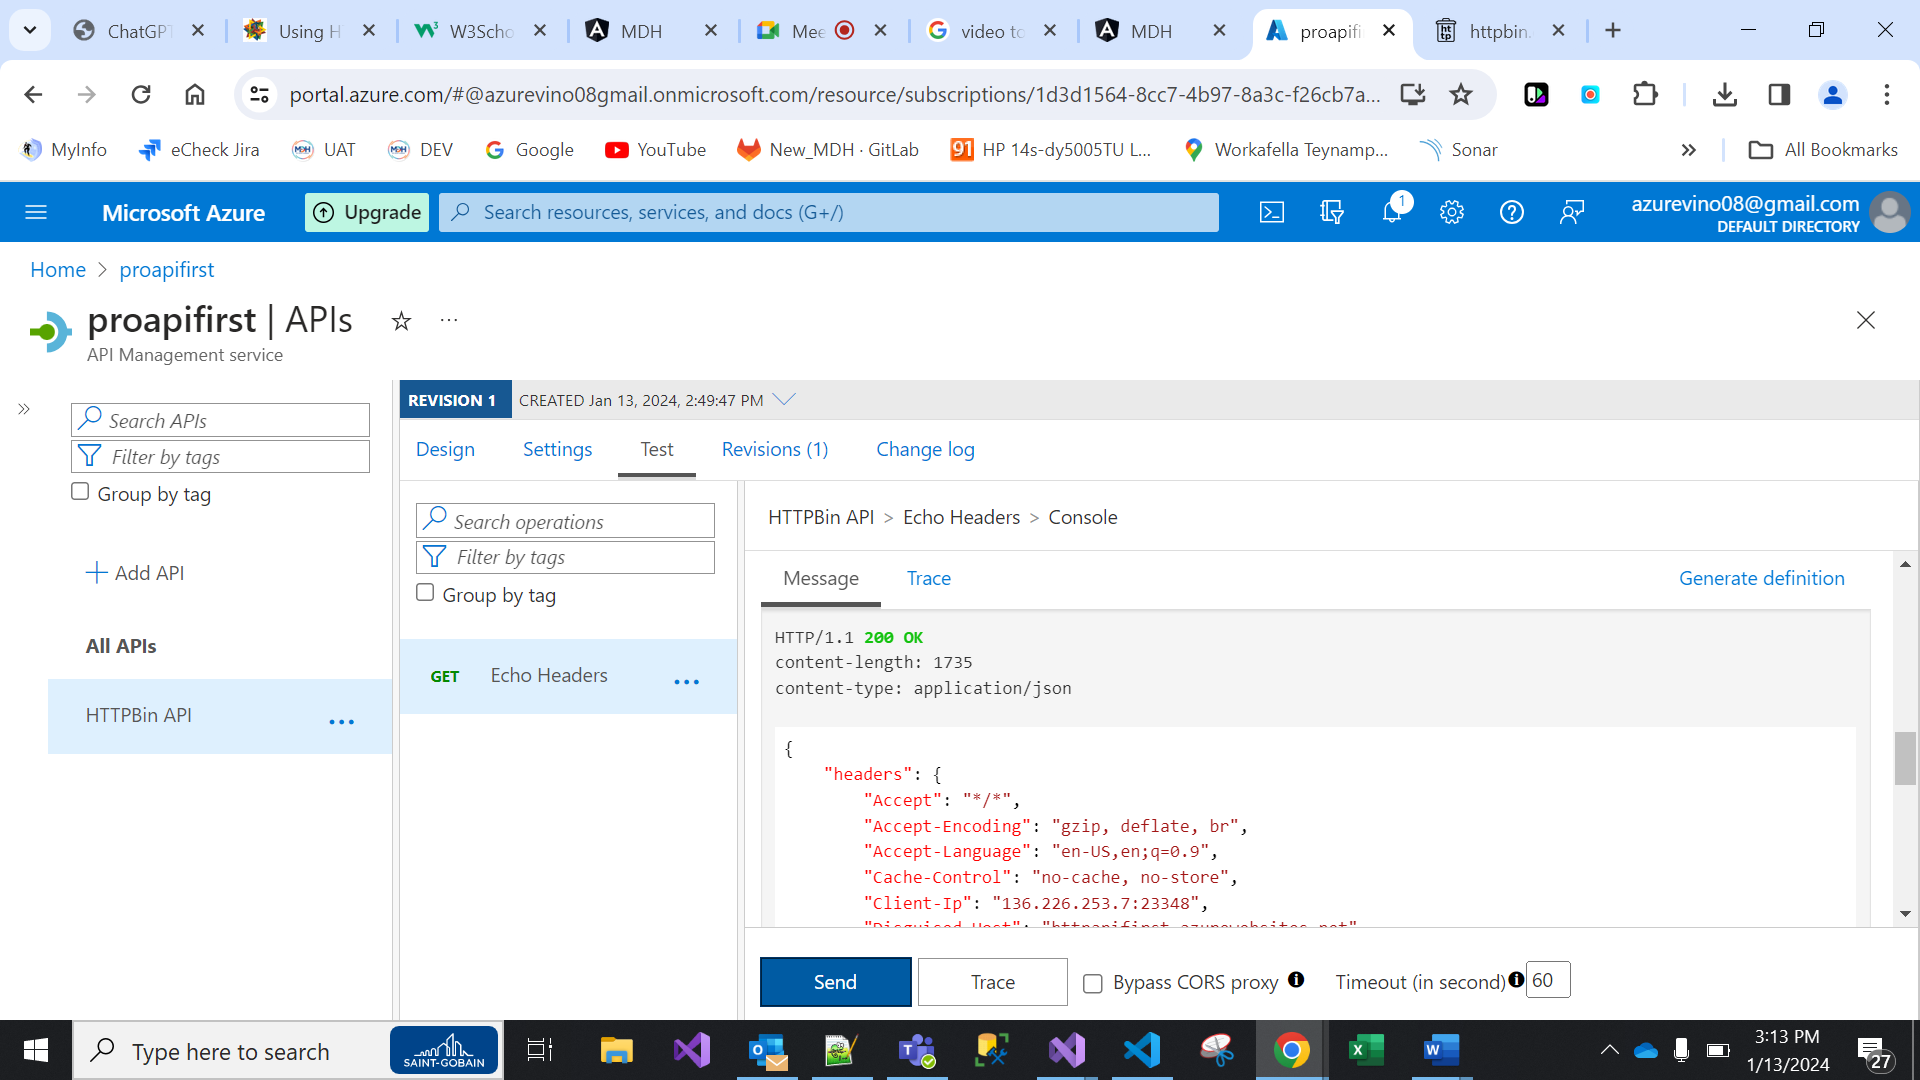 ChatGPT
Using H
W3Scho
MDH
Mee
video to
MDH
proapifi
httpbin.
portal.azure.com/#@azurevino08gmail.onmicrosoft.com/resource/subscriptions/1d3d1564-8cc7-4b97-8a3c-f26cb7a...
MyInfo
eCheck Jira
UAT
DEV
Google
YouTube
New_MDH · GitLab
HP 14s-dy5005TU L...
Workafella Teynamp...
Sonar
»
All Bookmarks
Microsoft Azure
Upgrade
Search resources, services, and docs (G+/)
1
azurevino08@gmail.com
DEFAULT DIRECTORY
Home > proapifirst
proapifirst | APIs
API Management service
Search APIs
Filter by tags
Group by tag
Add API
All APIs
HTTPBin API
REVISION 1
CREATED Jan 13, 2024, 2:49:47 PM
Design
Settings
Test
Revisions (1)
Change log
Search operations
Filter by tags
Group by tag
GET
Echo Headers
HTTPBin API > Echo Headers > Console
Message
Trace
Generate definition
HTTP/1.1 200 OK
content-length: 1735
content-type: application/json
{
"headers": {
"Accept": "*/*",
"Accept-Encoding": "gzip, deflate, br",
"Accept-Language": "en-US,en;q=0.9",
"Cache-Control": "no-cache, no-store",
"Client-Ip": "136.226.253.7:23348",
"Disguised-Host": "httpapifirst.azurewebsites.net"
Send
Trace
Bypass CORS proxy
Timeout (in second)
60
Type here to search
SAINT-GOBAIN
3:13 PM
1/13/2024
27